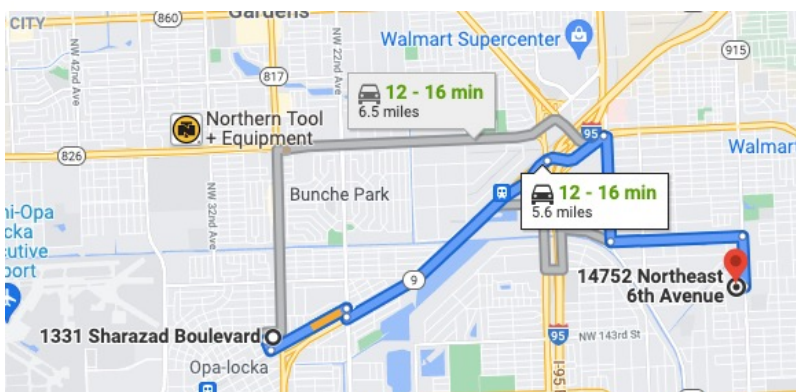 CITY
860
Gardens
NW 42nd Ave
817
NW 22nd Ave
Walmart Supercenter
915
12 - 16 min
6.5 miles
Northern Tool
+ Equipment
95
826
Walmart
NW 32nd Ave
Bunche Park
12 - 16 min
5.6 miles
ni-Opa
cka
cutive
port
9
14752 Northeast
6th Avenue
1331 Sharazad Boulevard
95
NW 143rd St
Opa-locka
I-95